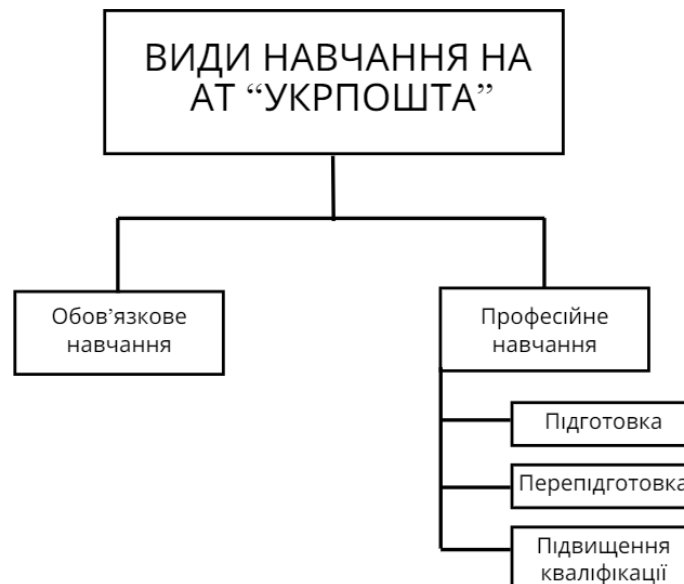 ВИДИ НАВЧАННЯ НА
АТ “УКРПОШТА”
Обов’язкове
навчання
Професійне
навчання
Підготовка
Перепідготовка
Підвищення
кваліфікації